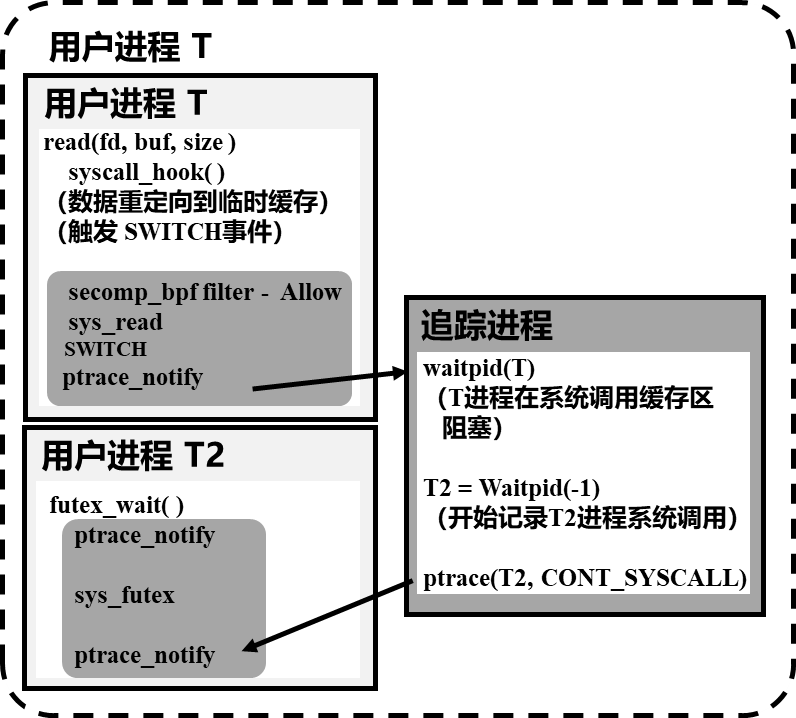 用户进程 T
用户进程 T
read(fd, buf, size )
syscall_hook( )
（数据重定向到临时缓存）
（触发 SWITCH事件）
secomp_bpf filter - Allow
sys_read
SWITCH
ptrace_notify
用户进程 T2
futex_wait( )
ptrace_notify
sys_futex
ptrace_notify
追踪进程
waitpid(T)
（T进程在系统调用缓存区
阻塞）
T2 = Waitpid(-1)
（开始记录T2进程系统调用）
ptrace(T2, CONT_SYSCALL)